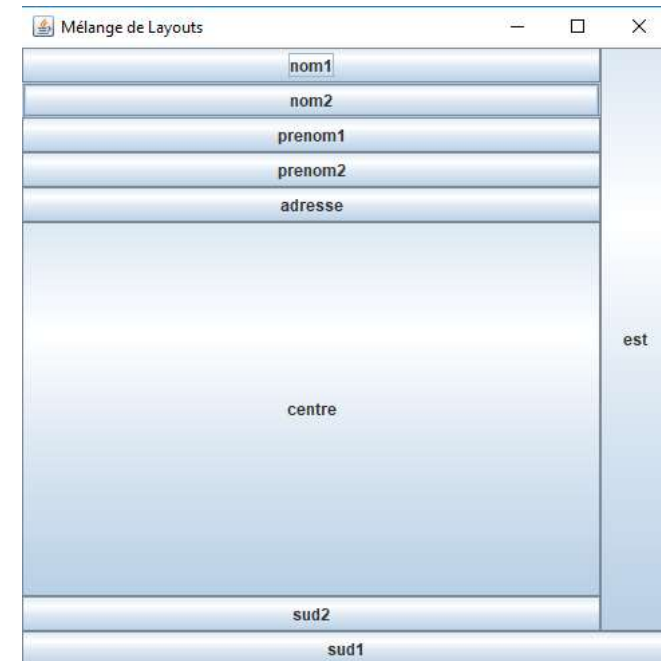 Mélange de Layouts
nom1
nom2
prenom1
prenom2
adresse
est
centre
sud2
sud1